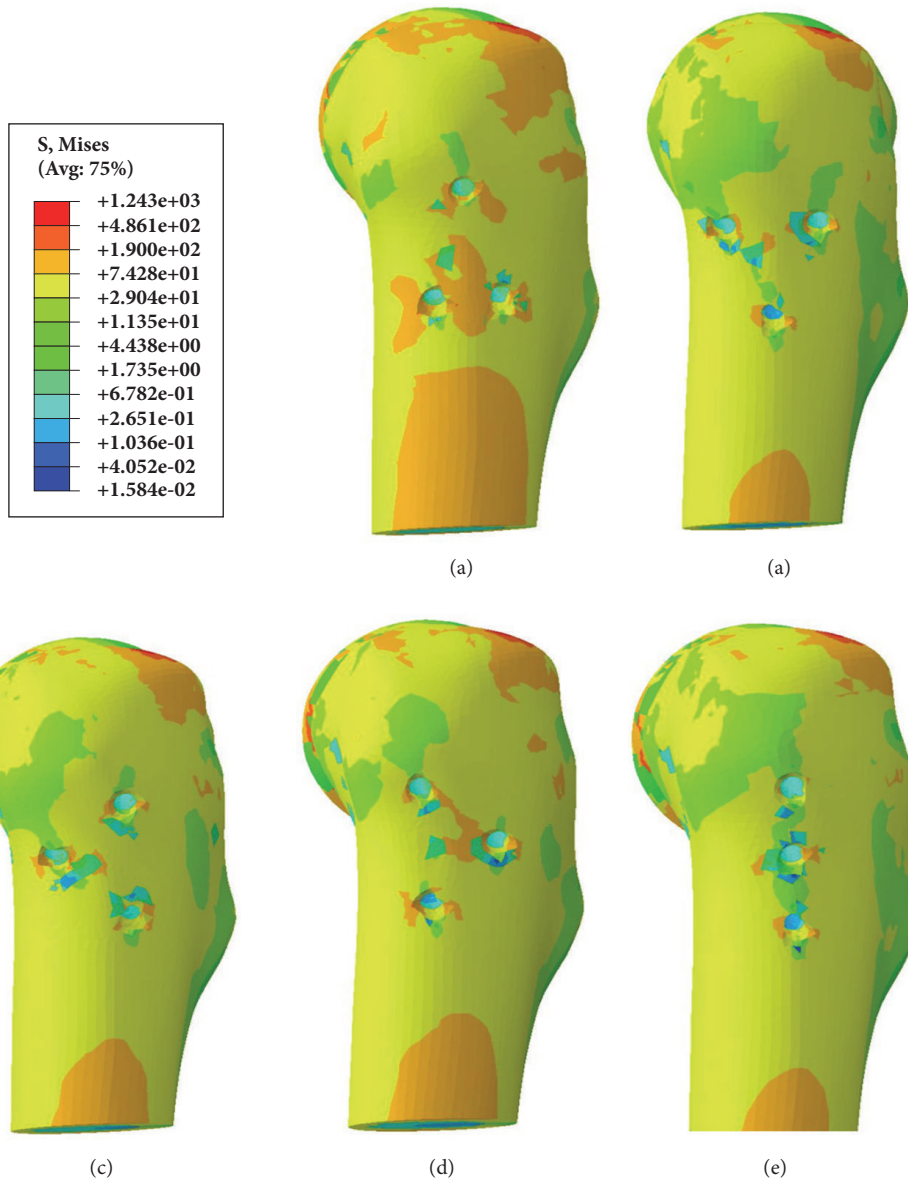 S, Mises
(Avg: 75%)
+1.243e+03
+4.861e+02
+1.900e+02
+7.428e+01
+2.904e+01
+1.135e+01
+4.438e+00
+1.735e+00
+6.782e-01
+2.651e-01
+1.036e-01
+4.052e-02
+1.584e-02
(a)
(a)
(c)
(d)
(e)